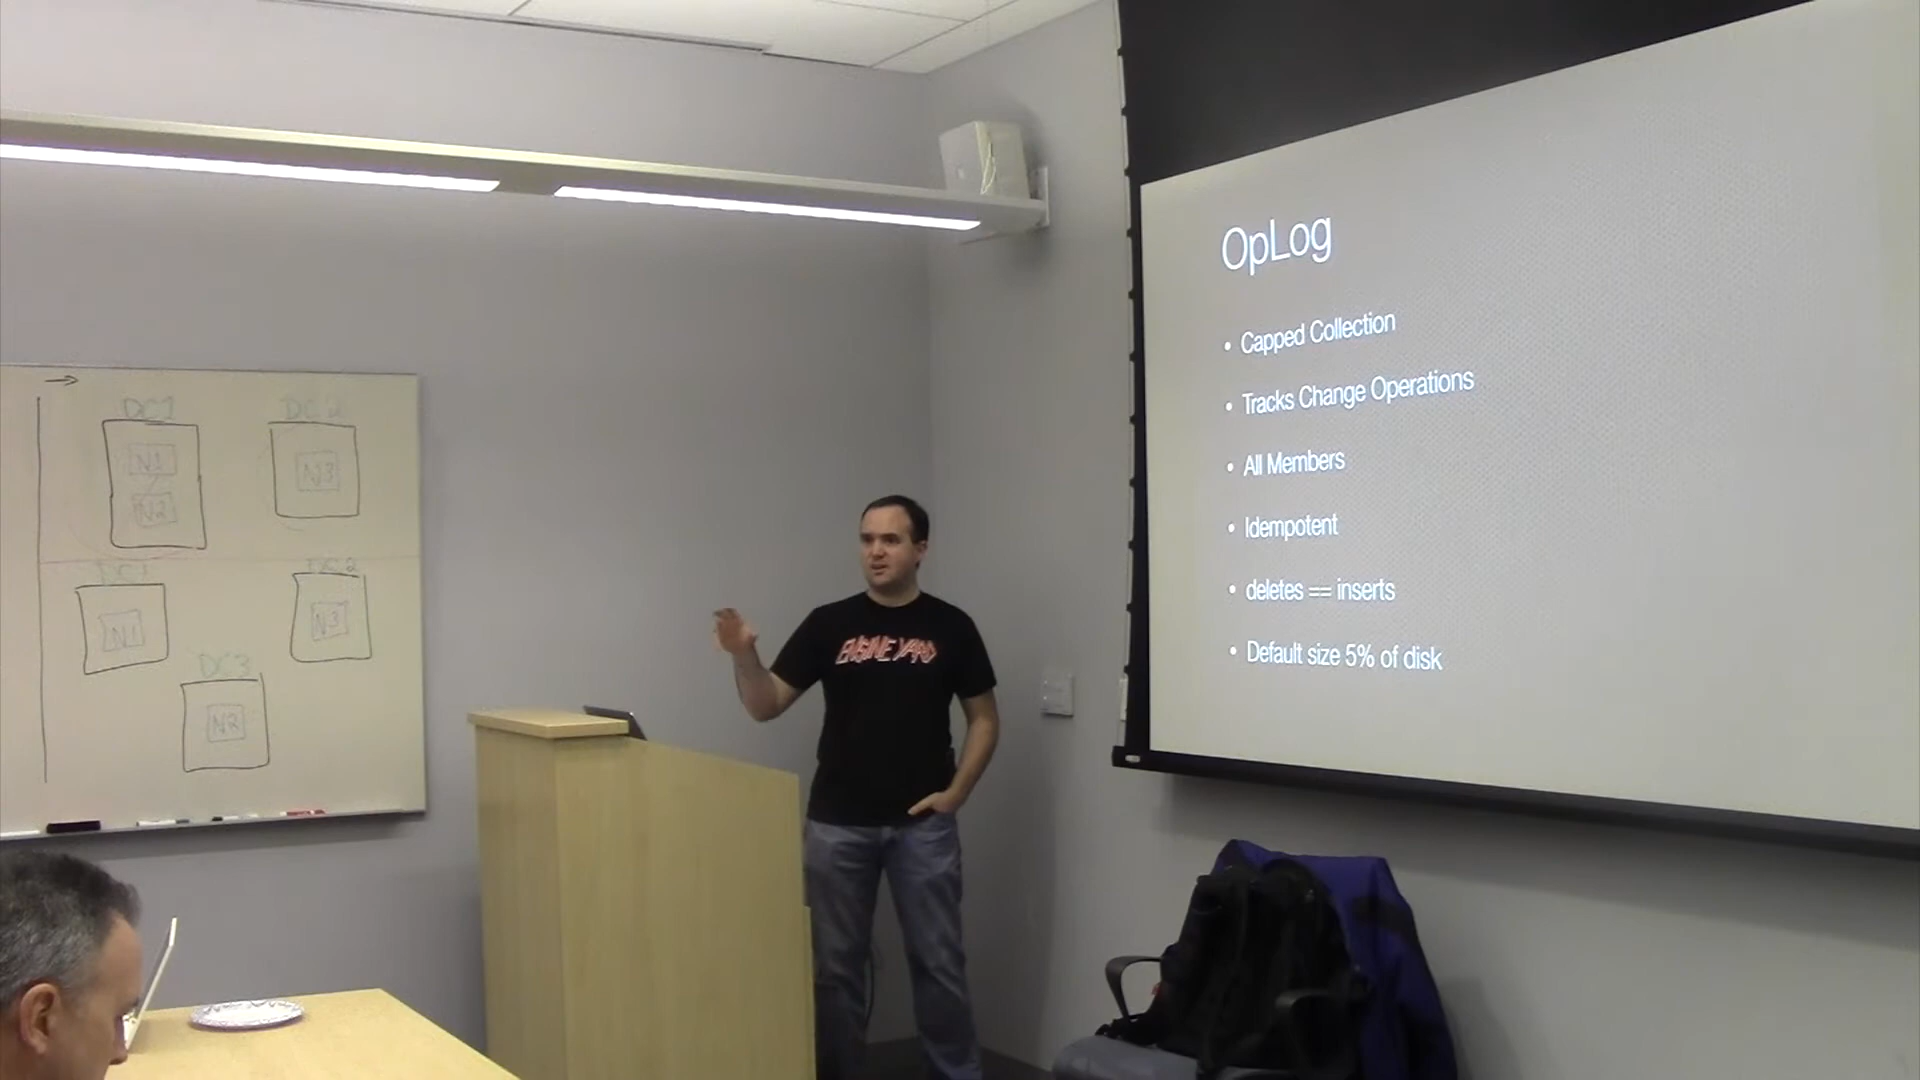 DC1
DC2
N1
N3
N2
DC1
DC2
N1
N3
DC3
N2
ENGINE YARD
OpLog
• Capped Collection
• Tracks Change Operations
• All Members
• Idempotent
• deletes == inserts
• Default size 5% of disk